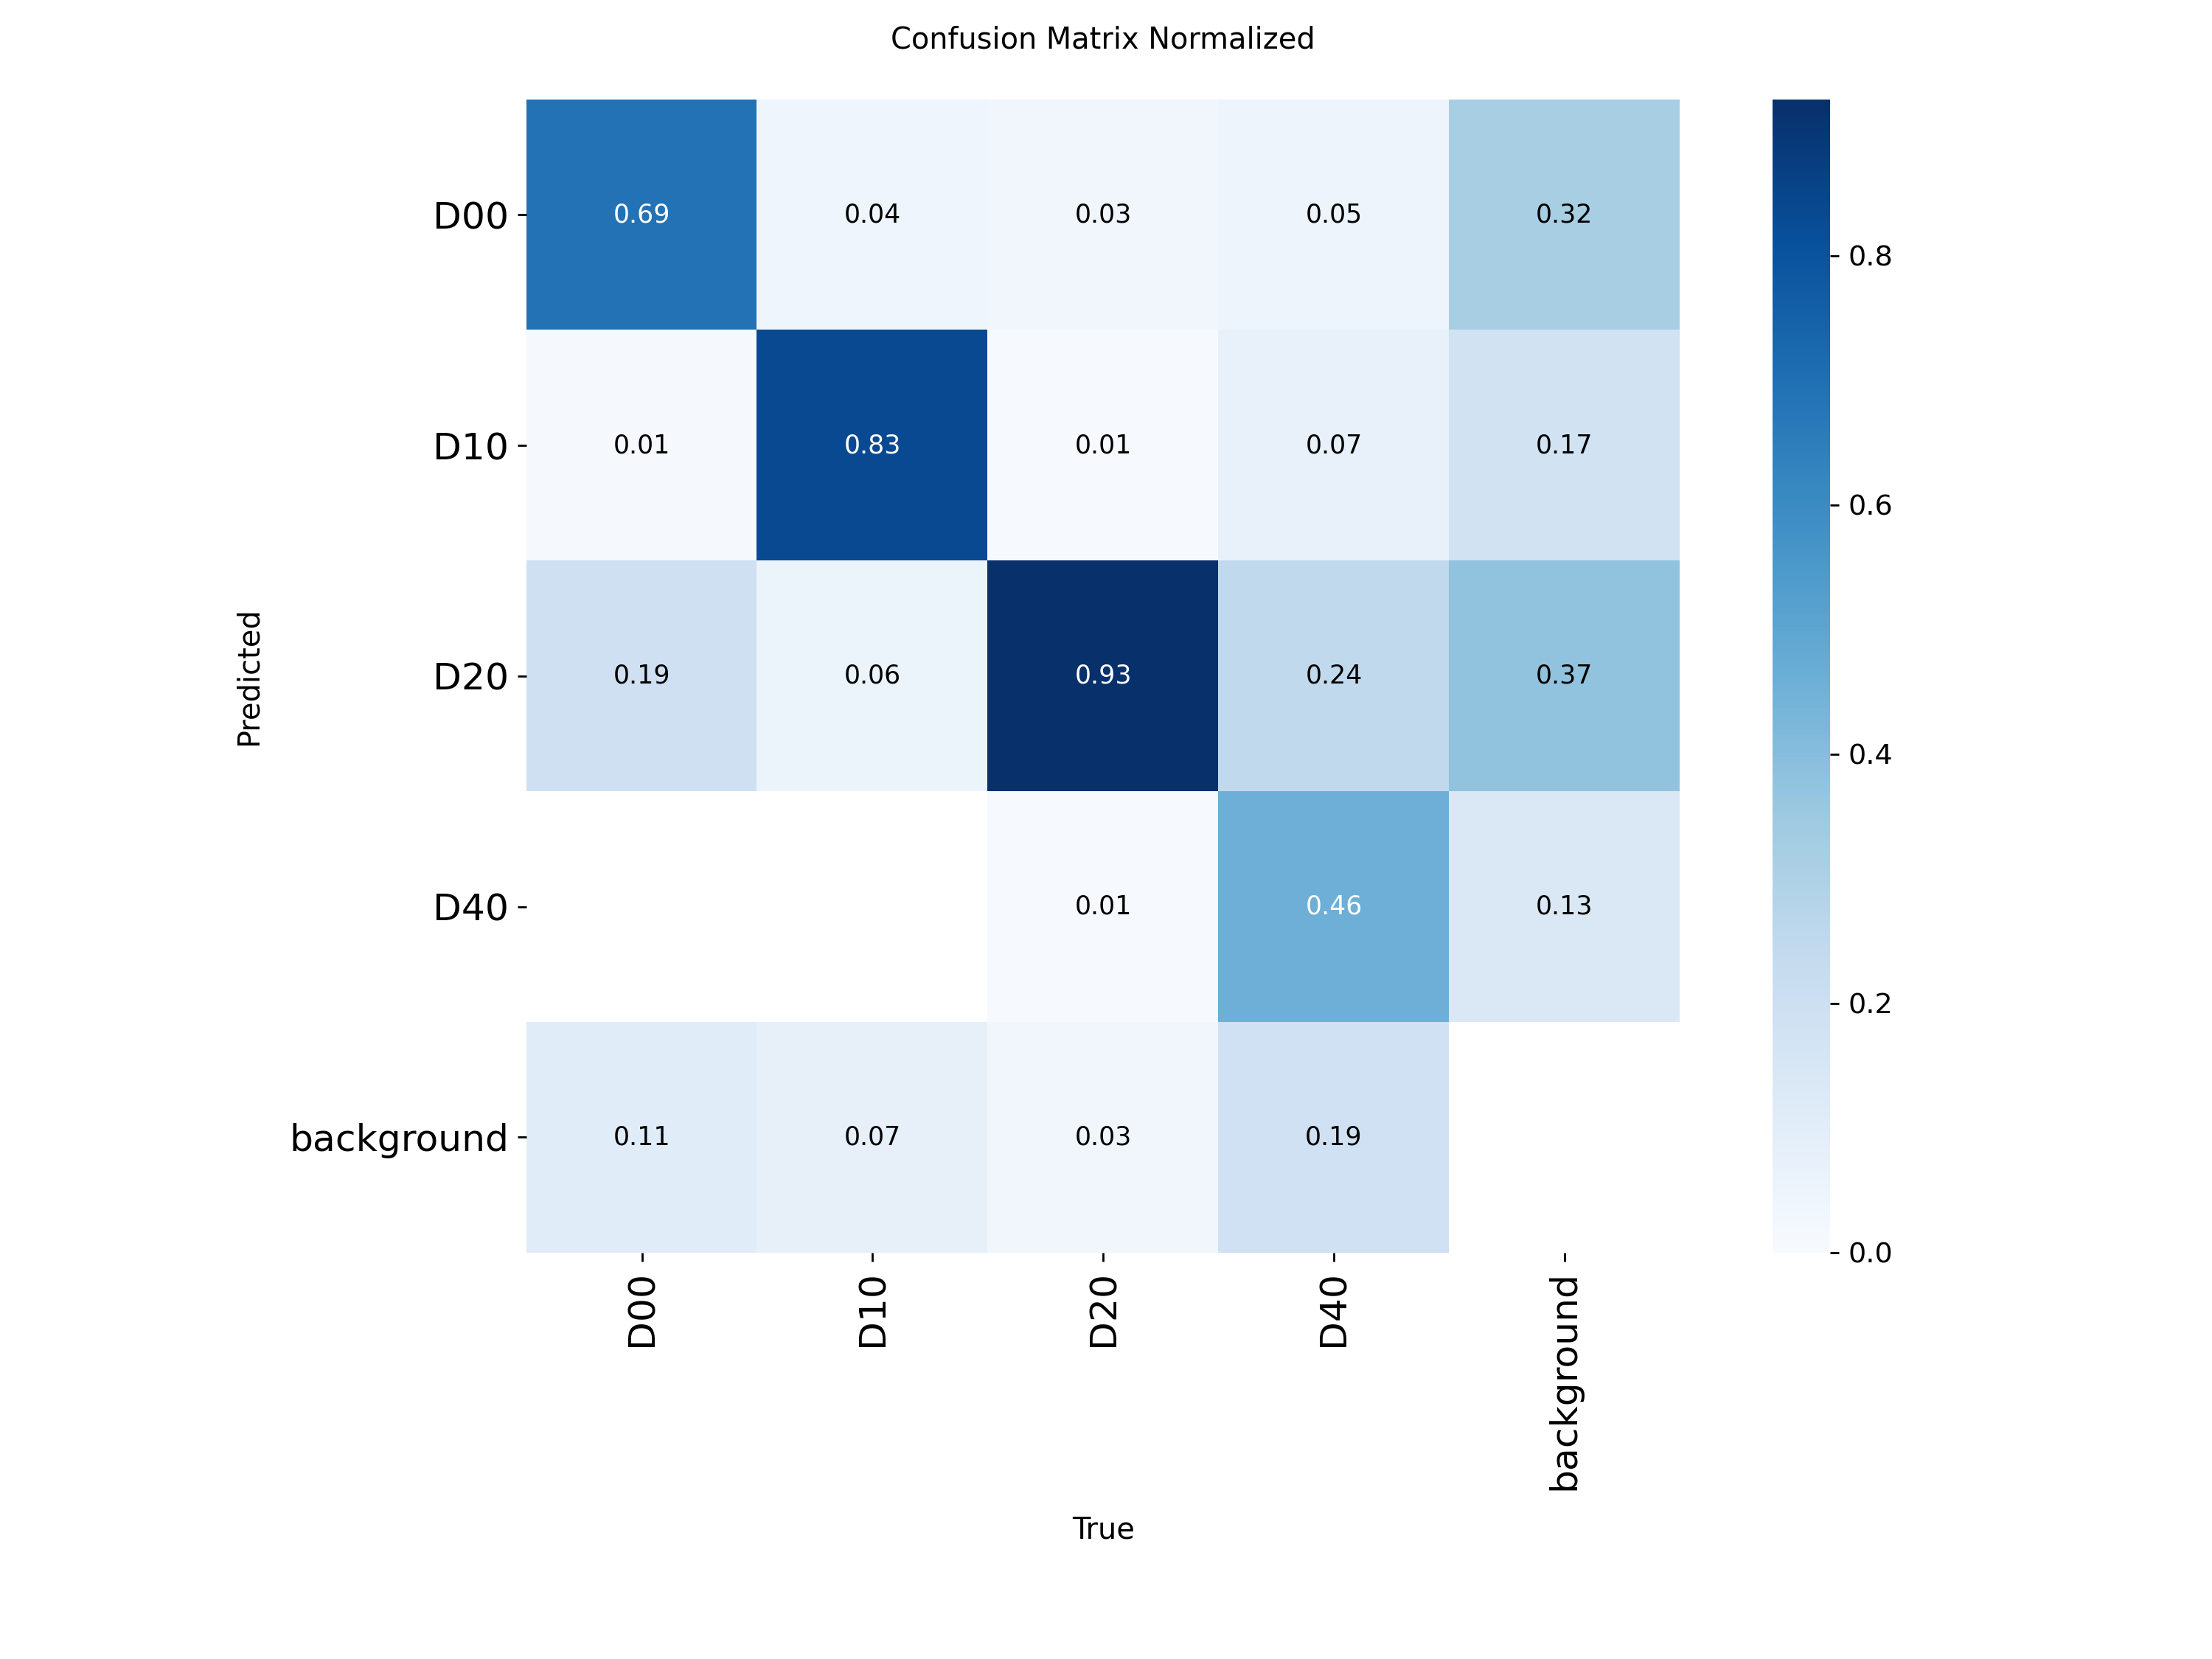 Confusion Matrix Normalized
D00 0.69 0.04 0.03 0.05 0.32
D10 0.01 0.83 0.01 0.07 0.17
D20 0.19 0.06 0.93 0.24 0.37
D40 0.01 0.46 0.13
background 0.11 0.07 0.03 0.19
Predicted
D00 D10 D20 D40 background
True
0.8
0.6
0.4
0.2
0.0